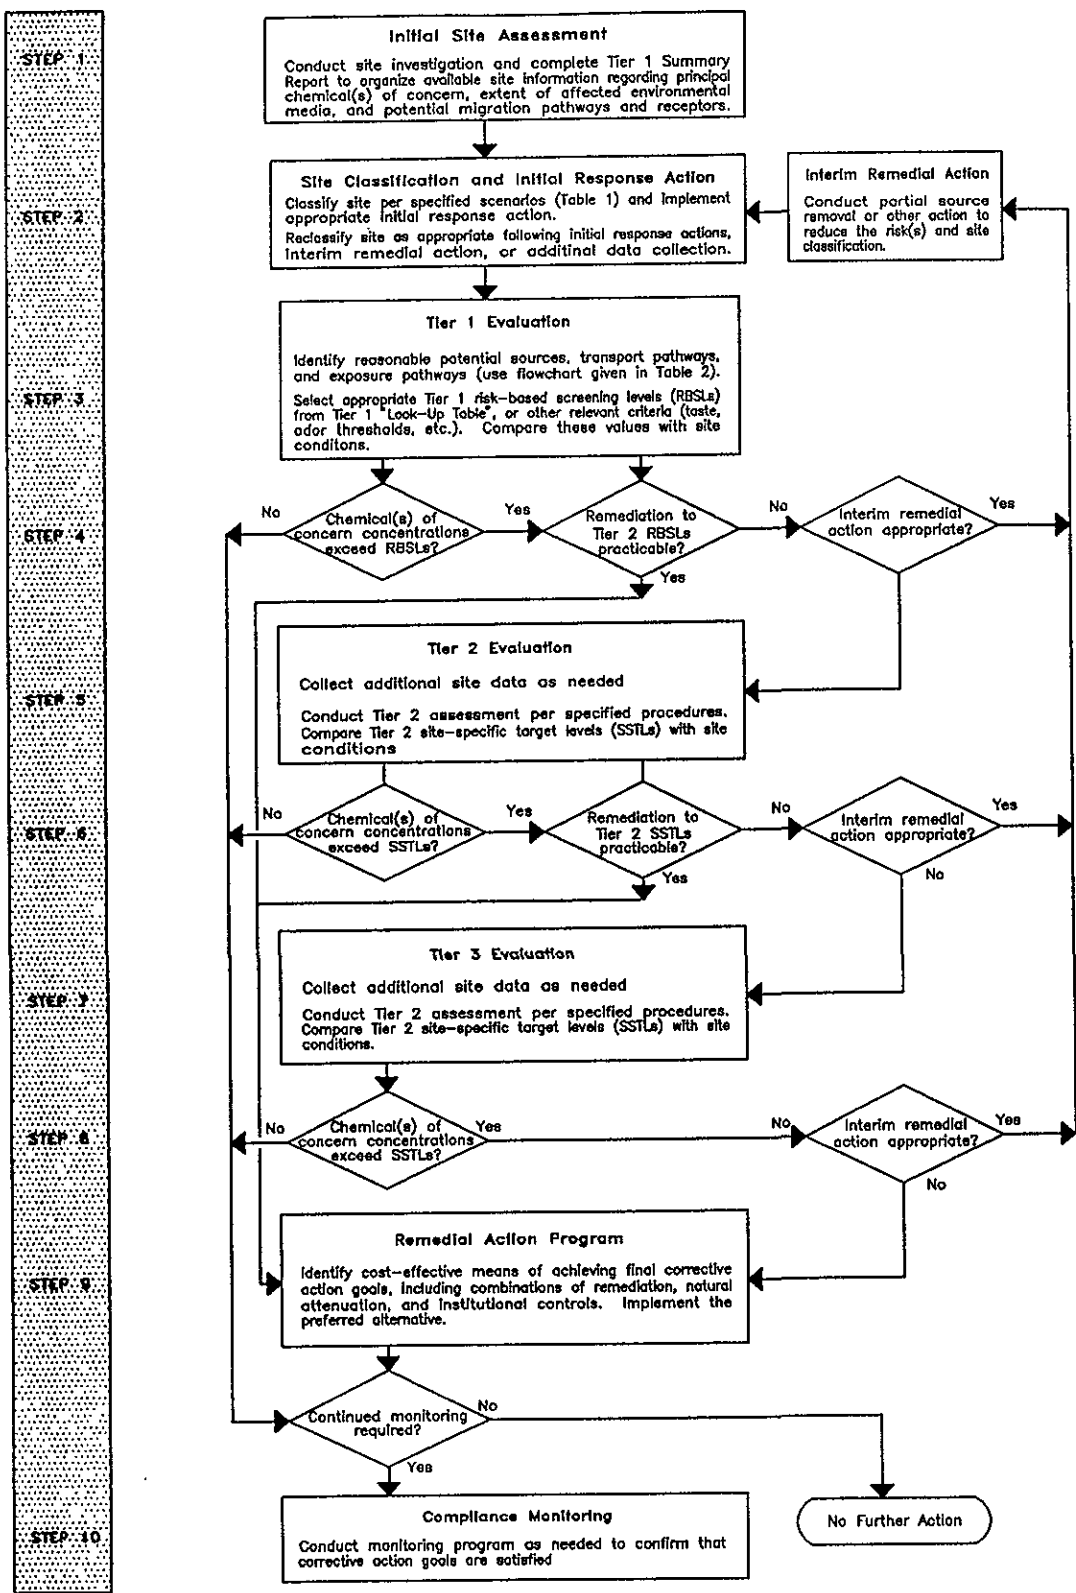 STEP 1
Initial Site Assessment
Conduct site investigation and complete Tier 1 Summary
Report to organize available site information regarding principal
chemical(s) of concern, extent of affected environmental
media, and potential migration pathways and receptors.
STEP 2
Site Classification and Initial Response Action
Classify site per specified scenarios (Table 1) and implement
appropriate initial response action.
Reclassify site as appropriate following initial response actions,
interim remedial action, or additinal data collection.
Interim Remedial Action
Conduct partial source
removal or other action to
reduce the risk(s) and site
classification.
STEP 3
Tier 1 Evaluation
Identify reasonable potential sources, transport pathways,
and exposure pathways (use flowchart given in Table 2).
Select appropriate Tier 1 risk-based screening levels (RBSLs)
from Tier 1 "Look-Up Table", or other relevant criteria (taste,
odor thresholds, etc.). Compare these values with site
conditons.
STEP 4
No
Chemical(s) of
concern concentrations
exceed RBSLs?
Yes
Remediation to
Tier 2 RBSLs
practicable?
No
Interim remedial
action appropriate?
Yes
Yes
STEP 5
Tier 2 Evaluation
Collect additional site data as needed
Conduct Tier 2 assessment per specified procedures.
Compare Tier 2 site-specific target levels (SSTLs) with site
conditions
STEP 6
No
Chemical(s) of
concern concentrations
exceed SSTLs?
Yes
Remediation to
Tier 2 SSTLs
practicable?
No
Interim remedial
action appropriate?
Yes
Yes
No
STEP 7
Tier 3 Evaluation
Collect additional site data as needed
Conduct Tier 2 assessment per specified procedures.
Compare Tier 2 site-specific target levels (SSTLs) with site
conditions.
STEP 8
No
Chemical(s) of
concern concentrations
exceed SSTLs?
Yes
No
Interim remedial
action appropriate?
Yes
No
STEP 9
Remedial Action Program
Identify cost-effective means of achieving final corrective
action goals, including combinations of remediation, natural
attenuation, and institutional controls. Implement the
preferred alternative.
Continued monitoring
required?
No
Yes
STEP 10
Compliance Monitoring
Conduct monitoring program as needed to confirm that
corrective action goals are satisfied
No Further Action